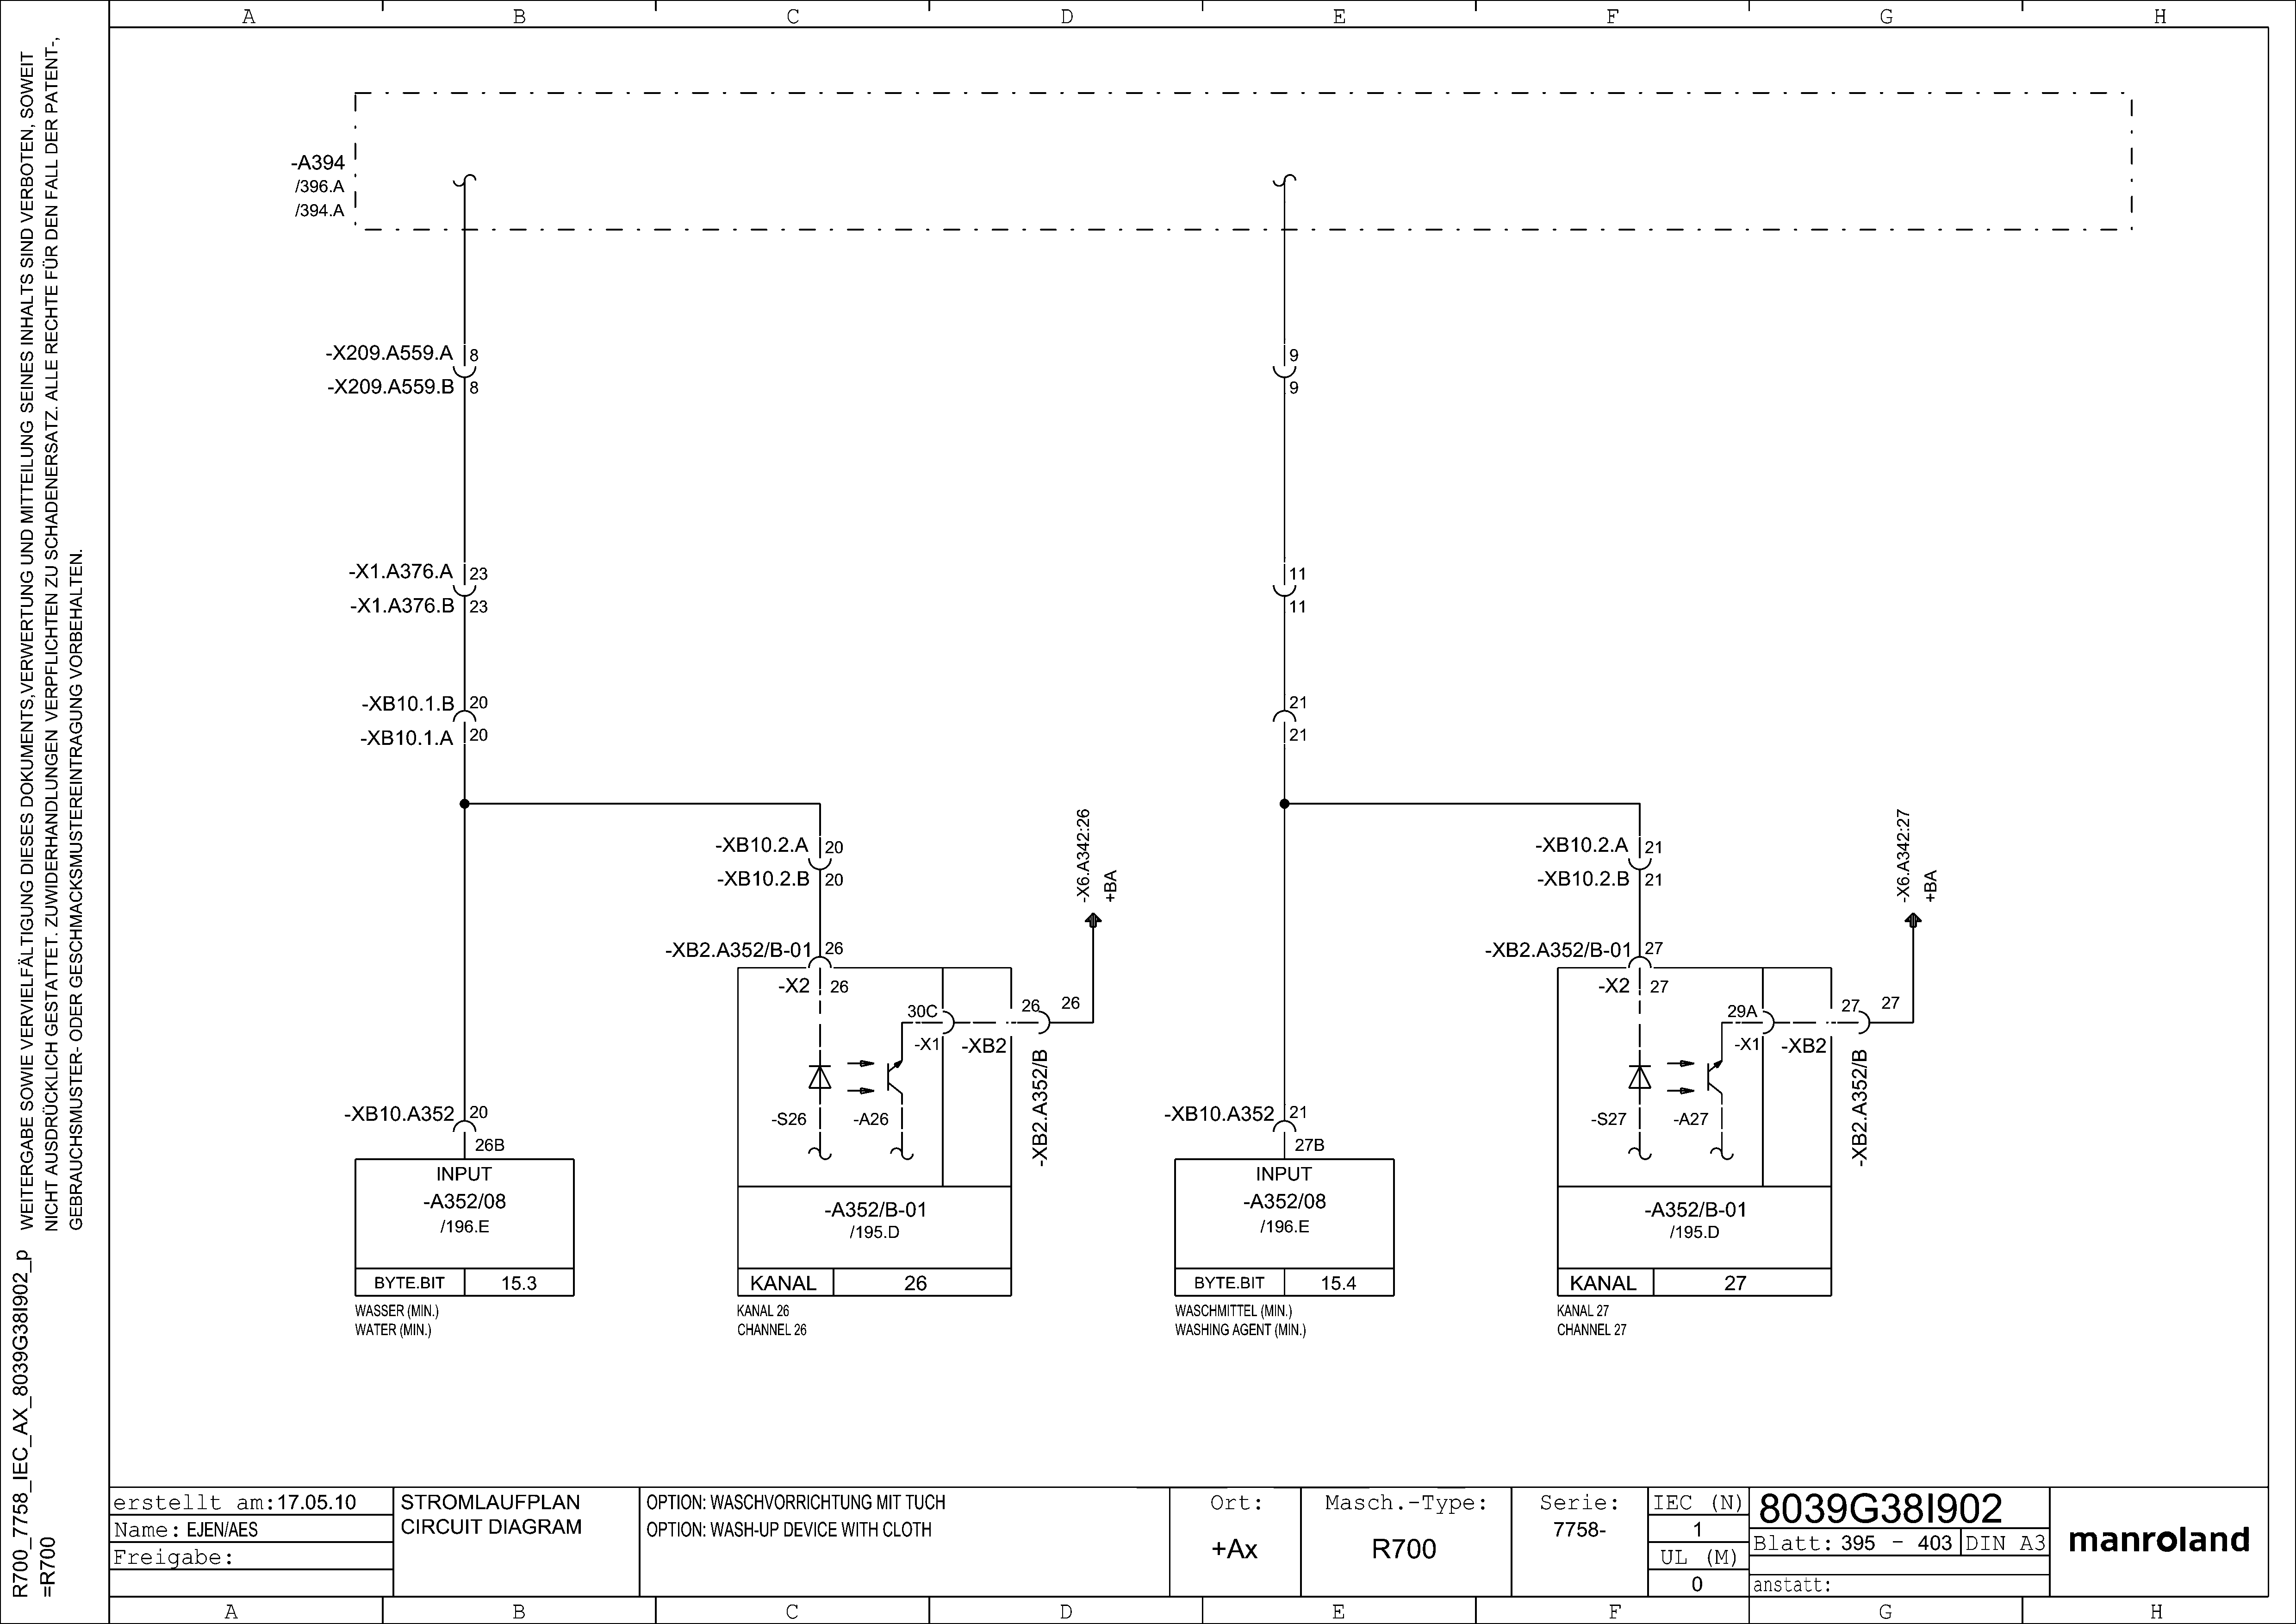 A B C D E F G H
WEITERGABE SOWIE VERVIELFÄLTIGUNG DIESES DOKUMENTS,VERWERTUNG UND MITTEILUNG SEINES INHALTS SIND VERBOTEN, SOWEIT
NICHT AUSDRÜCKLICH GESTATTET. ZUWIDERHANDLUNGEN VERPFLICHTEN ZU SCHADENERSATZ. ALLE RECHTE FÜR DEN FALL DER PATENT-,
GEBRAUCHSMUSTER- ODER GESCHMACKSMUSTEREINTRAGUNG VORBEHALTEN.
R700_7758_IEC_AX_8039G38I902_p
=R700
-A394
/396.A
/394.A
-X209.A559.A 8
-X209.A559.B 8
9
9
-X1.A376.A 23
-X1.A376.B 23
11
11
-XB10.1.B 20
-XB10.1.A 20
21
21
-XB10.2.A 20
-XB10.2.B 20
-X6.A342:26
+BA
-XB10.2.A 21
-XB10.2.B 21
-X6.A342:27
+BA
-XB2.A352/B-01 26
-X2 26
30C
26 26
-X1 -XB2
-XB2.A352/B
-S26 -A26
-XB2.A352/B-01 27
-X2 27
29A
27 27
-X1 -XB2
-XB2.A352/B
-S27 -A27
-XB10.A352 20
26B
INPUT
-A352/08
/196.E
BYTE.BIT 15.3
WASSER (MIN.)
WATER (MIN.)
-A352/B-01
/195.D
KANAL 26
KANAL 26
CHANNEL 26
-XB10.A352 21
27B
INPUT
-A352/08
/196.E
BYTE.BIT 15.4
WASCHMITTEL (MIN.)
WASHING AGENT (MIN.)
-A352/B-01
/195.D
KANAL 27
KANAL 27
CHANNEL 27
erstellt am:17.05.10
Name: EJEN/AES
Freigabe:
STROMLAUFPLAN
CIRCUIT DIAGRAM
OPTION: WASCHVORRICHTUNG MIT TUCH
OPTION: WASH-UP DEVICE WITH CLOTH
Ort:
+Ax
Masch.-Type:
R700
Serie:
7758-
IEC (N)
1
UL (M)
0
8039G38I902
Blatt: 395 - 403 DIN A3
anstatt:
manroland
A B C D E F G H